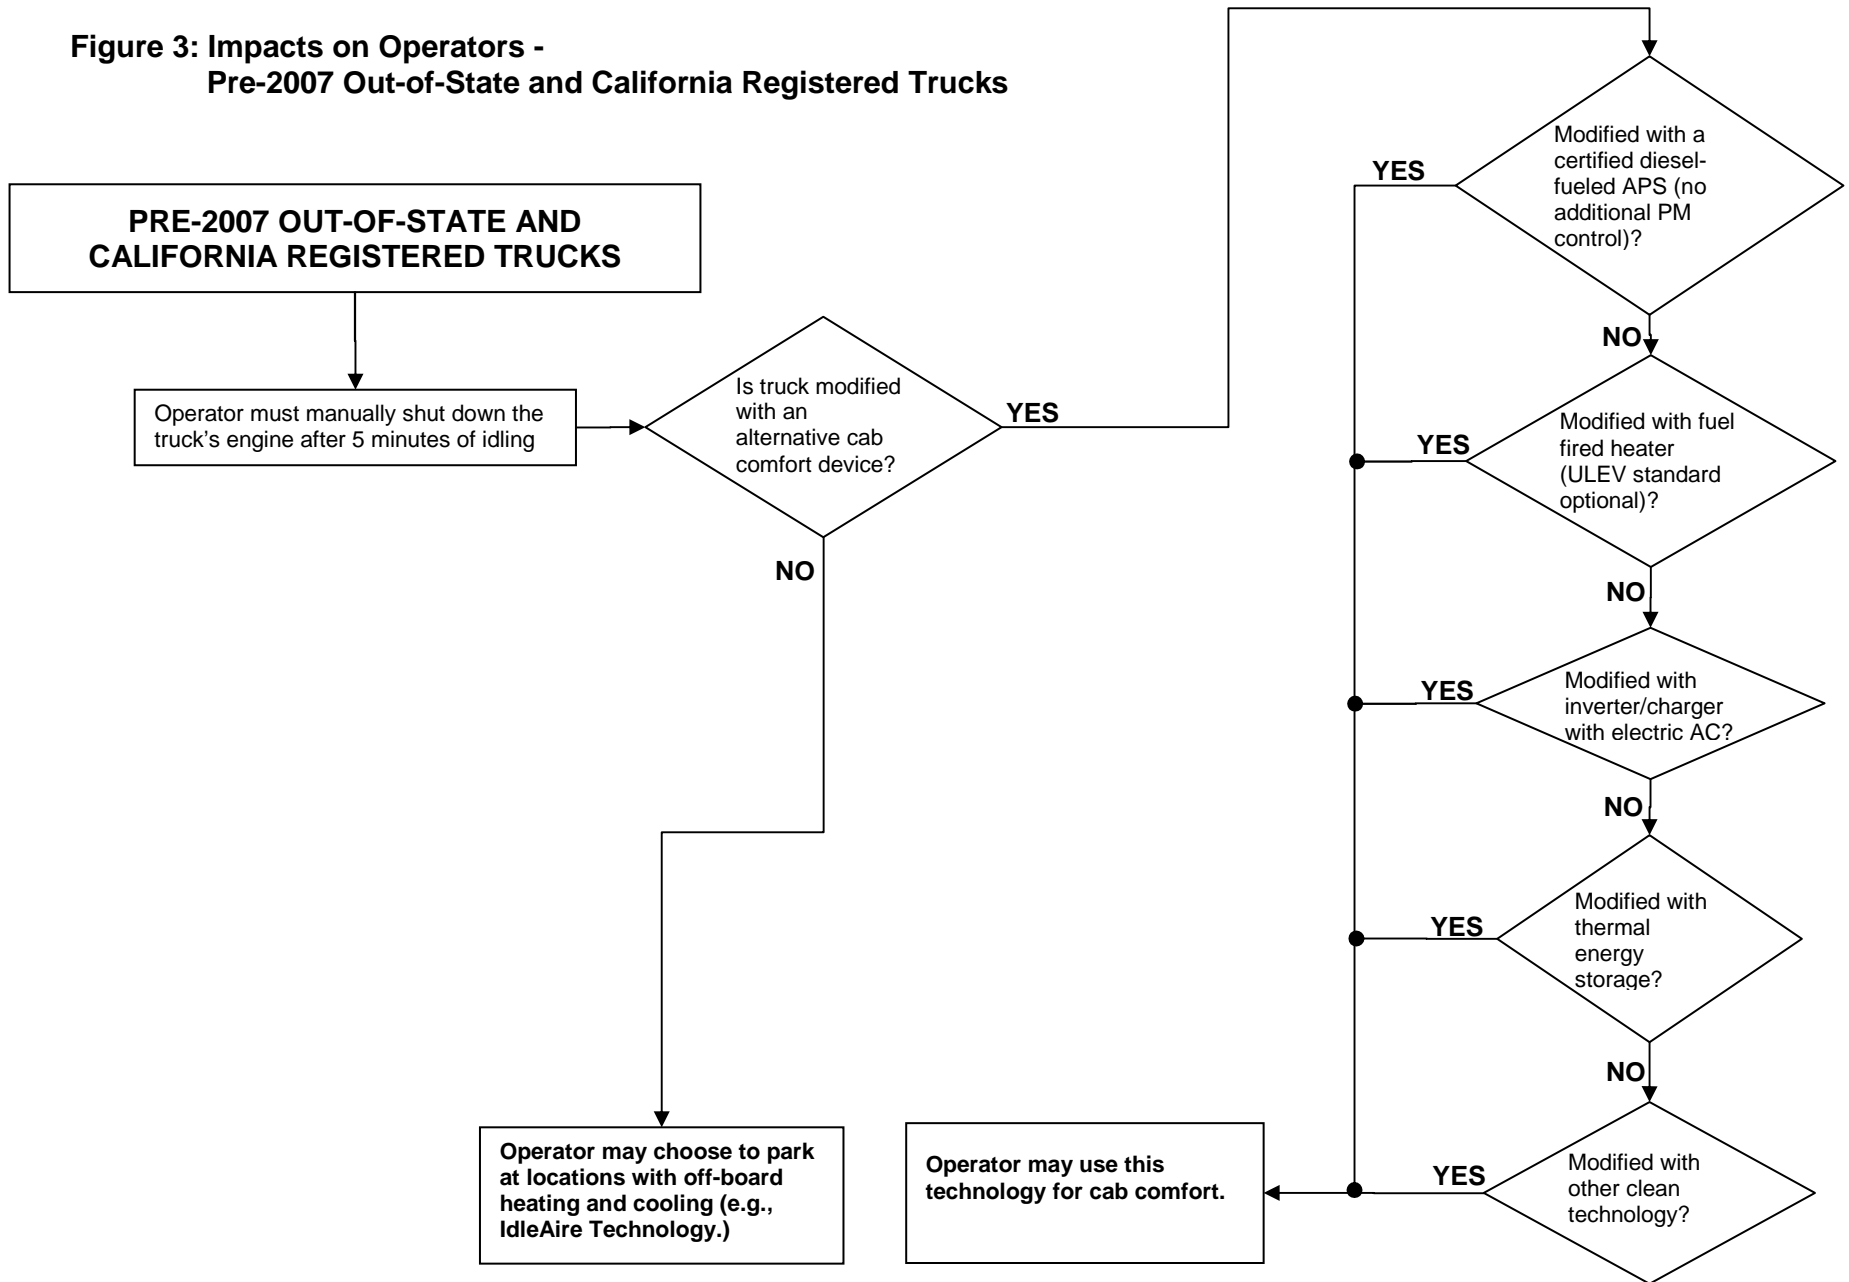 Figure 3: Impacts on Operators -
Pre-2007 Out-of-State and California Registered Trucks
PRE-2007 OUT-OF-STATE AND
CALIFORNIA REGISTERED TRUCKS
Operator must manually shut down the
truck's engine after 5 minutes of idling
Is truck modified
with an
alternative cab
comfort device?
YES
NO
Operator may choose to park
at locations with off-board
heating and cooling (e.g.,
IdleAire Technology.)
Modified with a
certified diesel-
fueled APS (no
additional PM
control)?
YES
NO
Modified with fuel
fired heater
(ULEV standard
optional)?
YES
NO
Modified with
inverter/charger
with electric AC?
YES
NO
Modified with
thermal
energy
storage?
YES
NO
Modified with
other clean
technology?
YES
Operator may use this
technology for cab comfort.